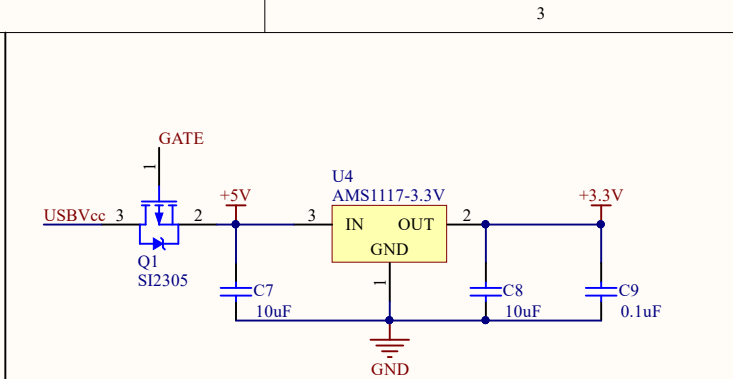 3
GATE
1
U4
AMS1117-3.3V
USBVcc
3
2
+5V
3
IN
OUT
GND
2
+3.3V
Q1
SI2305
1
C7
10uF
C8
10uF
C9
0.1uF
GND